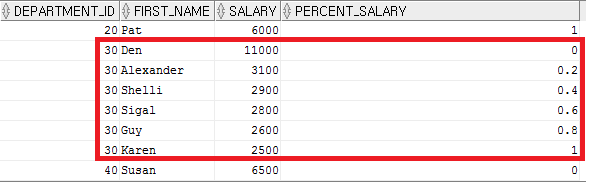 DEPARTMENT_ID FIRST_NAME SALARY PERCENT_SALARY
20 Pat 6000 1
30 Den 11000 0
30 Alexander 3100 0.2
30 Shelli 2900 0.4
30 Sigal 2800 0.6
30 Guy 2600 0.8
30 Karen 2500 1
40 Susan 6500 0